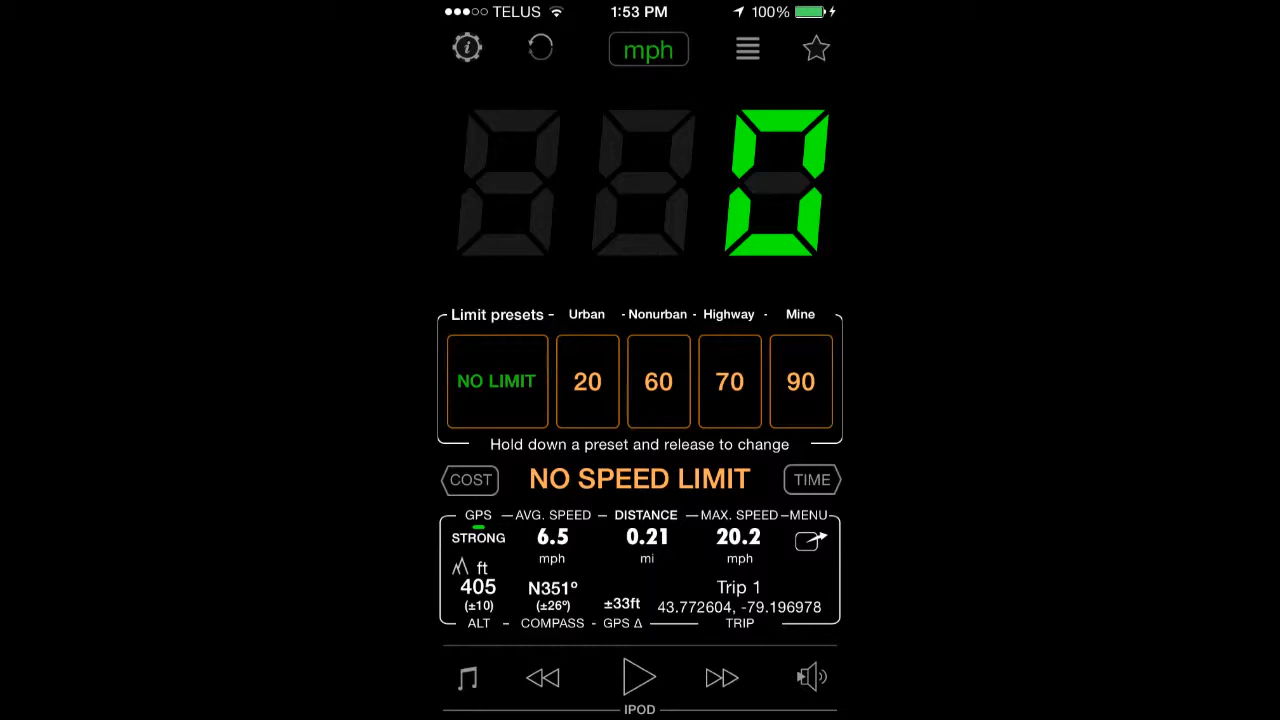 TELUS 1:53 PM 100%
i mph
0
Limit presets - Urban - Nonurban - Highway - Mine
NO LIMIT 20 60 70 90
Hold down a preset and release to change
COST NO SPEED LIMIT TIME
GPS AVG. SPEED DISTANCE MAX. SPEED MENU
STRONG 6.5 0.21 20.2
mph mi mph
ft
405 N351º ±33ft Trip 1
(±10) (±26º) 43.772604, -79.196978
ALT - COMPASS - GPS Δ TRIP
IPOD